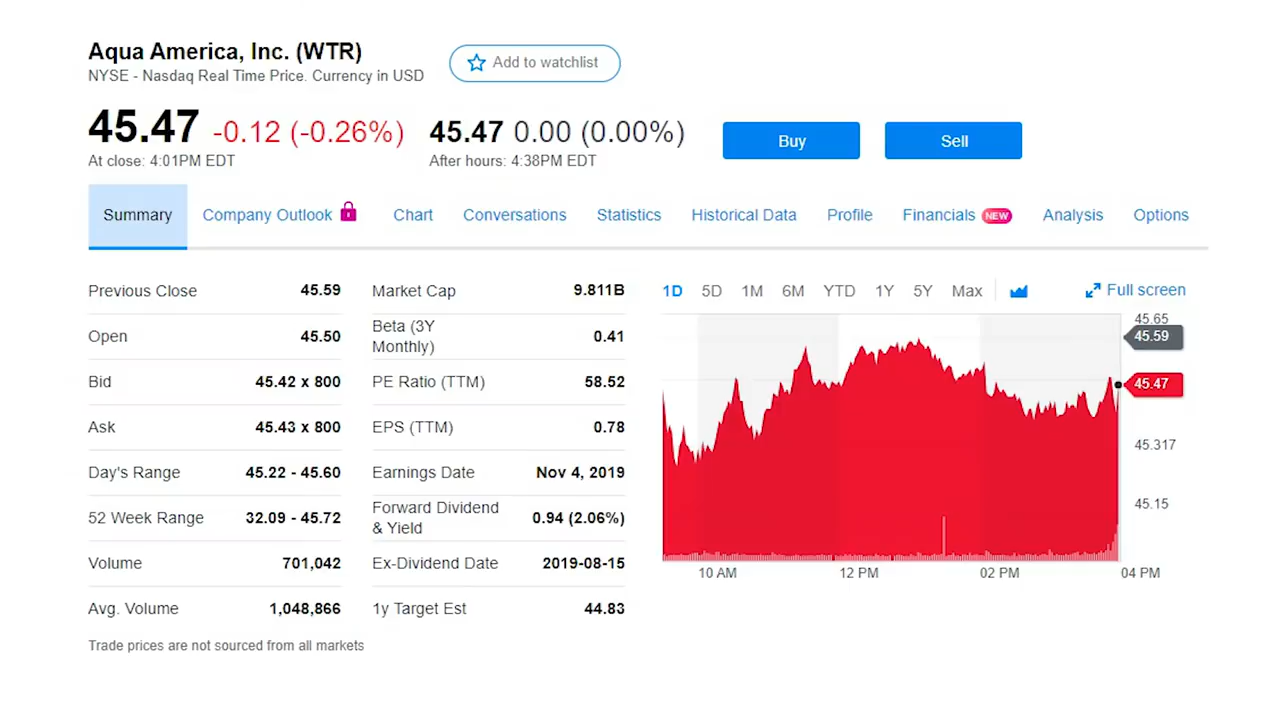 Aqua America, Inc. (WTR)
NYSE - Nasdaq Real Time Price. Currency in USD
Add to watchlist
45.47 -0.12 (-0.26%)
At close: 4:01PM EDT
45.47 0.00 (0.00%)
After hours: 4:38PM EDT
Buy
Sell
Summary
Company Outlook
Chart
Conversations
Statistics
Historical Data
Profile
Financials NEW
Analysis
Options
Previous Close 45.59
Open 45.50
Bid 45.42 x 800
Ask 45.43 x 800
Day's Range 45.22 - 45.60
52 Week Range 32.09 - 45.72
Volume 701,042
Avg. Volume 1,048,866
Market Cap 9.811B
Beta (3Y
Monthly) 0.41
PE Ratio (TTM) 58.52
EPS (TTM) 0.78
Earnings Date Nov 4, 2019
Forward Dividend
& Yield 0.94 (2.06%)
Ex-Dividend Date 2019-08-15
1y Target Est 44.83
1D 5D 1M 6M YTD 1Y 5Y Max
Full screen
45.65
45.59
45.47
45.317
45.15
10 AM 12 PM 02 PM 04 PM
Trade prices are not sourced from all markets